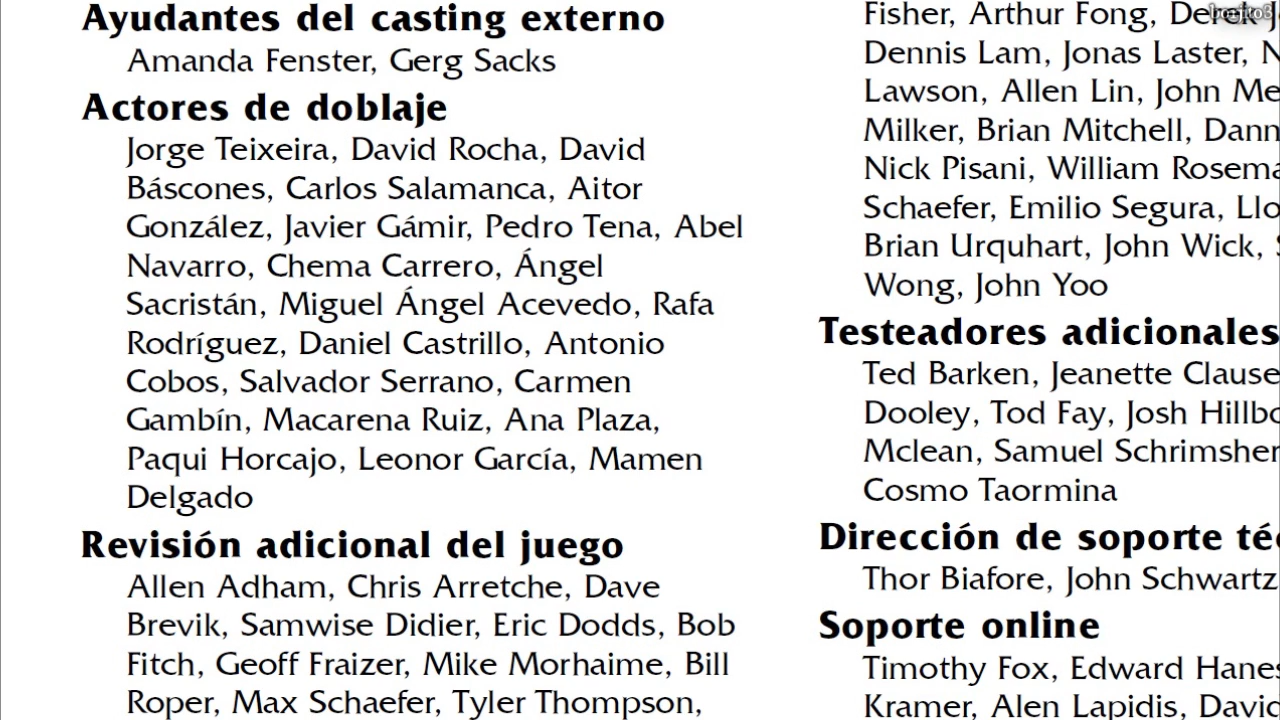 Ayudantes del casting externo
Amanda Fenster, Gerg Sacks
Actores de doblaje
Jorge Teixeira, David Rocha, David
Báscones, Carlos Salamanca, Aitor
González, Javier Gámir, Pedro Tena, Abel
Navarro, Chema Carrero, Ángel
Sacristán, Miguel Ángel Acevedo, Rafa
Rodríguez, Daniel Castrillo, Antonio
Cobos, Salvador Serrano, Carmen
Gambín, Macarena Ruiz, Ana Plaza,
Paqui Horcajo, Leonor García, Mamen
Delgado
Revisión adicional del juego
Allen Adham, Chris Arretche, Dave
Brevik, Samwise Didier, Eric Dodds, Bob
Fitch, Geoff Fraizer, Mike Morhaime, Bill
Roper, Max Schaefer, Tyler Thompson,
Fisher, Arthur Fong, Derek
Dennis Lam, Jonas Laster,
Lawson, Allen Lin, John
Milker, Brian Mitchell,
Nick Pisani, William
Schaefer, Emilio Segura,
Brian Urquhart, John Wick,
Wong, John Yoo
Testeadores adicionales
Ted Barken, Jeanette
Dooley, Tod Fay, Josh
Mclean, Samuel Schrimsher
Cosmo Taormina
Dirección de soporte
Thor Biafore, John Schwartz
Soporte online
Timothy Fox, Edward
Kramer, Alen Lapidis,